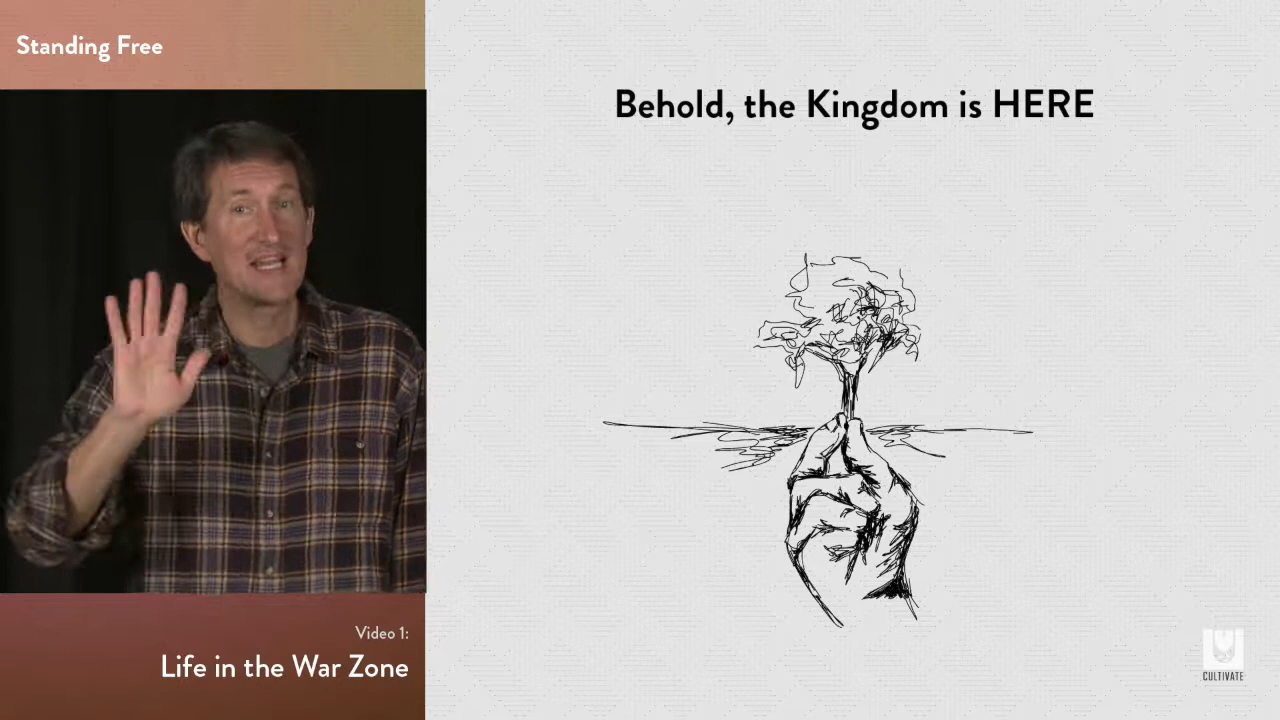 Standing Free
Behold, the Kingdom is HERE
Video 1:
Life in the War Zone
CULTIVATE